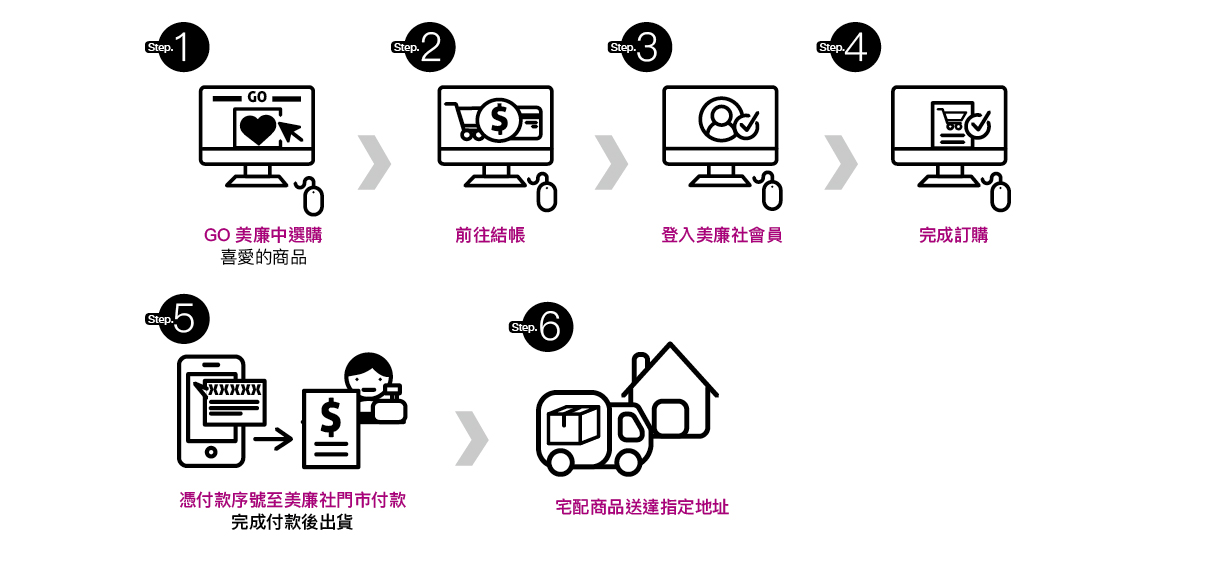 Step. 1
Step. 2
Step. 3
Step. 4
GO
$
GO 美廉中選購
喜愛的商品
前往結帳
登入美廉社會員
完成訂購
Step. 5
Step. 6
XXXXX
$
憑付款序號至美廉社門市付款
完成付款後出貨
宅配商品送達指定地址